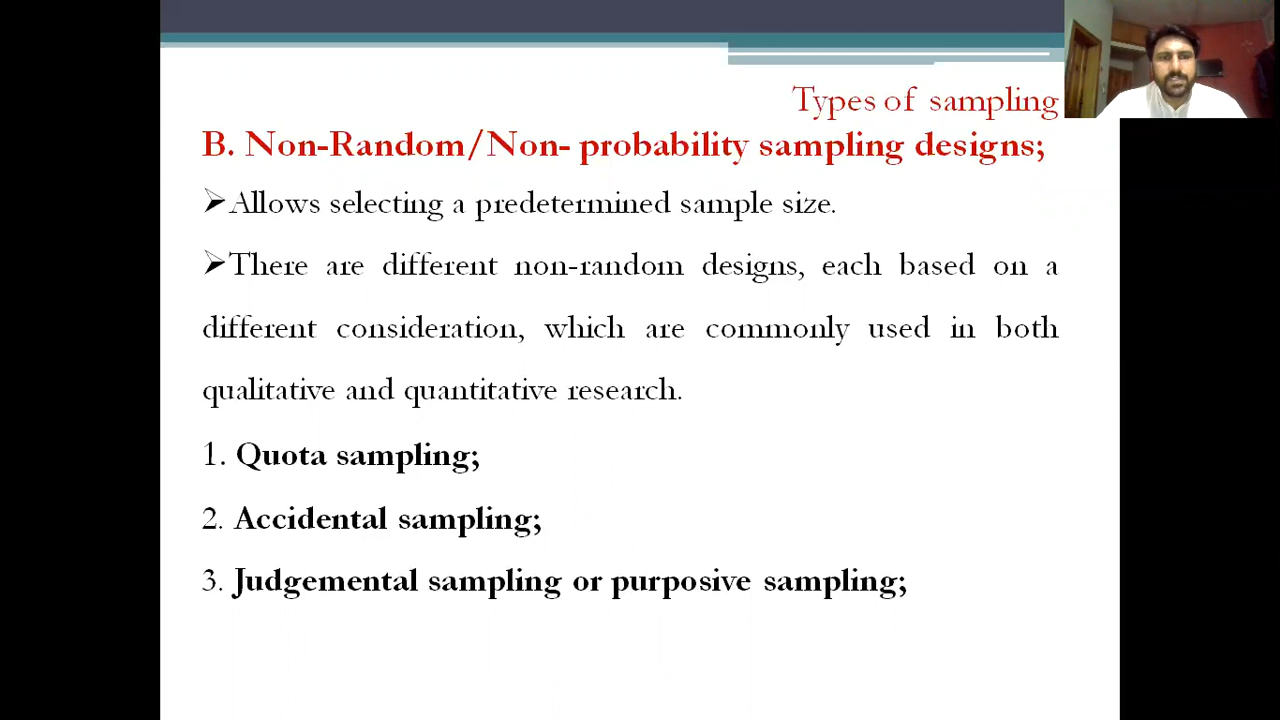 Types of sampling
B. Non-Random/Non- probability sampling designs;
➢Allows selecting a predetermined sample size.
➢There are different non-random designs, each based on a
different consideration, which are commonly used in both
qualitative and quantitative research.
1. Quota sampling;
2. Accidental sampling;
3. Judgemental sampling or purposive sampling;